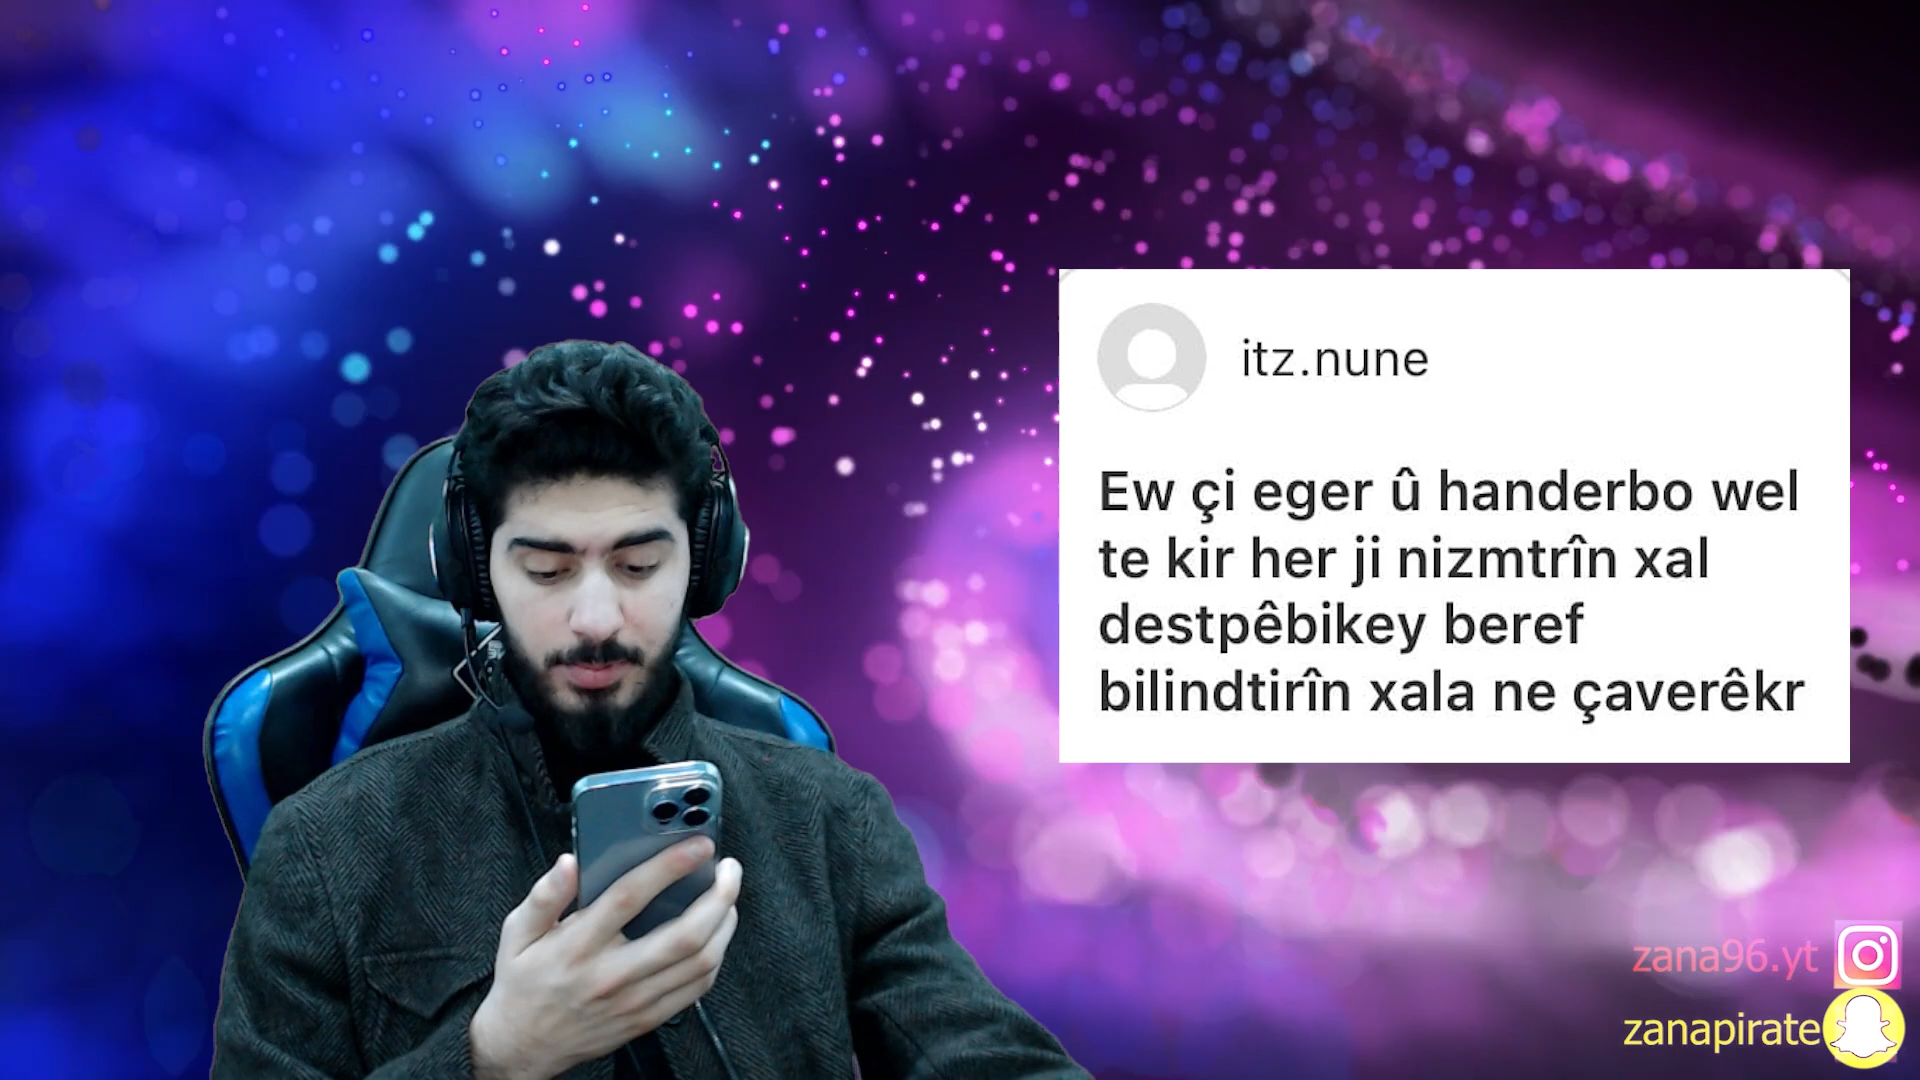 itz.nune
Ew çi eger û handerbo wel
te kir her ji nizmtrîn xal
destpêbikey beref
bilindtirîn xala ne çaverêkr
zana96.yt
zanapirate